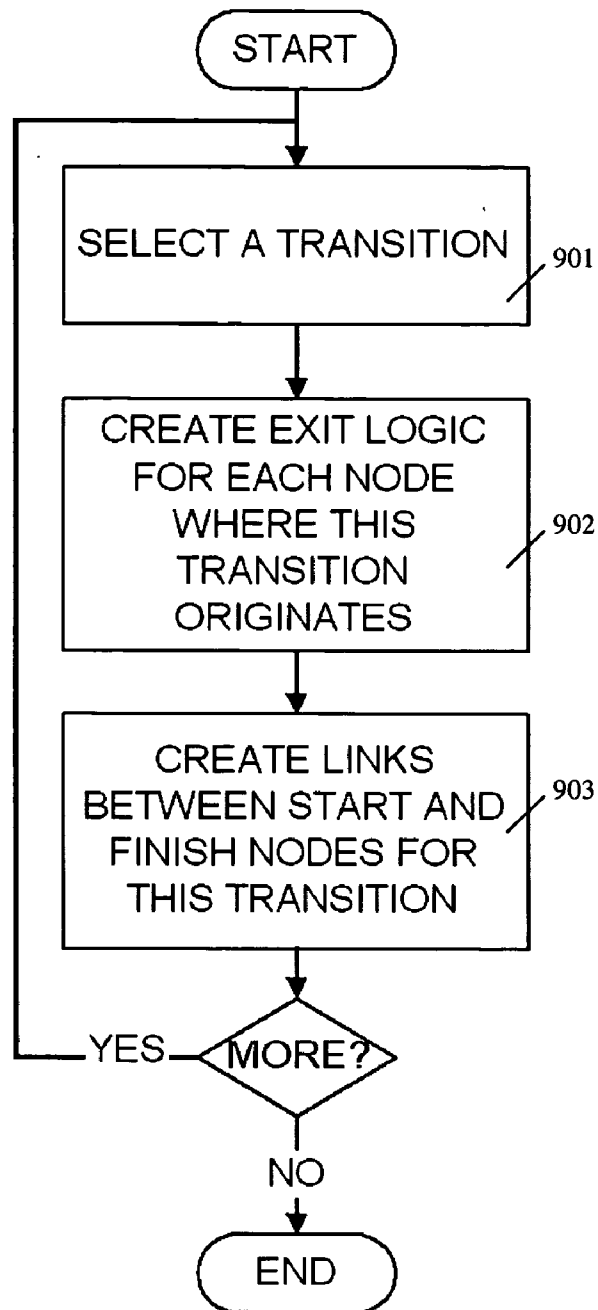 START
SELECT A TRANSITION
901
CREATE EXIT LOGIC
FOR EACH NODE
WHERE THIS
TRANSITION
ORIGINATES
902
CREATE LINKS
BETWEEN START AND
FINISH NODES FOR
THIS TRANSITION
903
MORE?
YES
NO
END